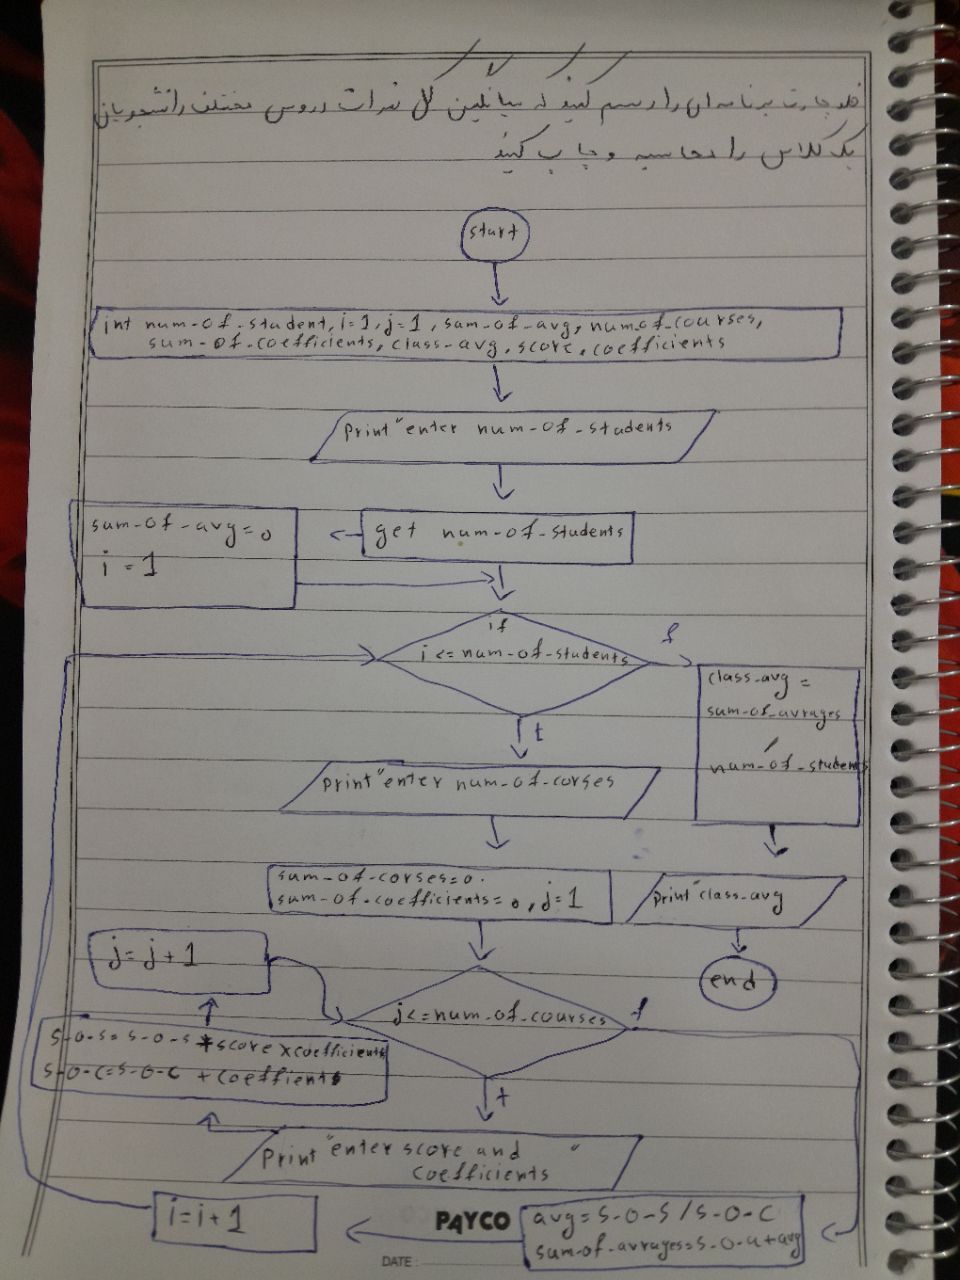 فلوچارت برنامه‌ای را رسم کنید که میانگین کل نمرات دروس مختلف دانشجویان
یک کلاس را محاسبه و چاپ کنید
start
int num-of-student, i=1, j=1, sum-of-avg, num-of-courses,
sum-of-coefficients, class-avg, score, coefficients
print "enter num-of-students
get num-of-students
sum-of-avg=0
i=1
if
i<=num-of-students
f
class-avg =
sum-of-avrages
/
num-of-students
t
print "enter num-of-corses
sum-of-corses=0.
sum-of-coefficients=0, j=1
print "class-avg
end
j=j+1
j<=num-of-courses
f
s-o-s=s-o-s+score×coefficients
s-o-c=s-o-c+coeffients
t
print "enter score and "
coefficients
i=i+1
avg=s-o-s/s-o-c
sum-of-avrages=s-o-a+avg
PAYCO
DATE: